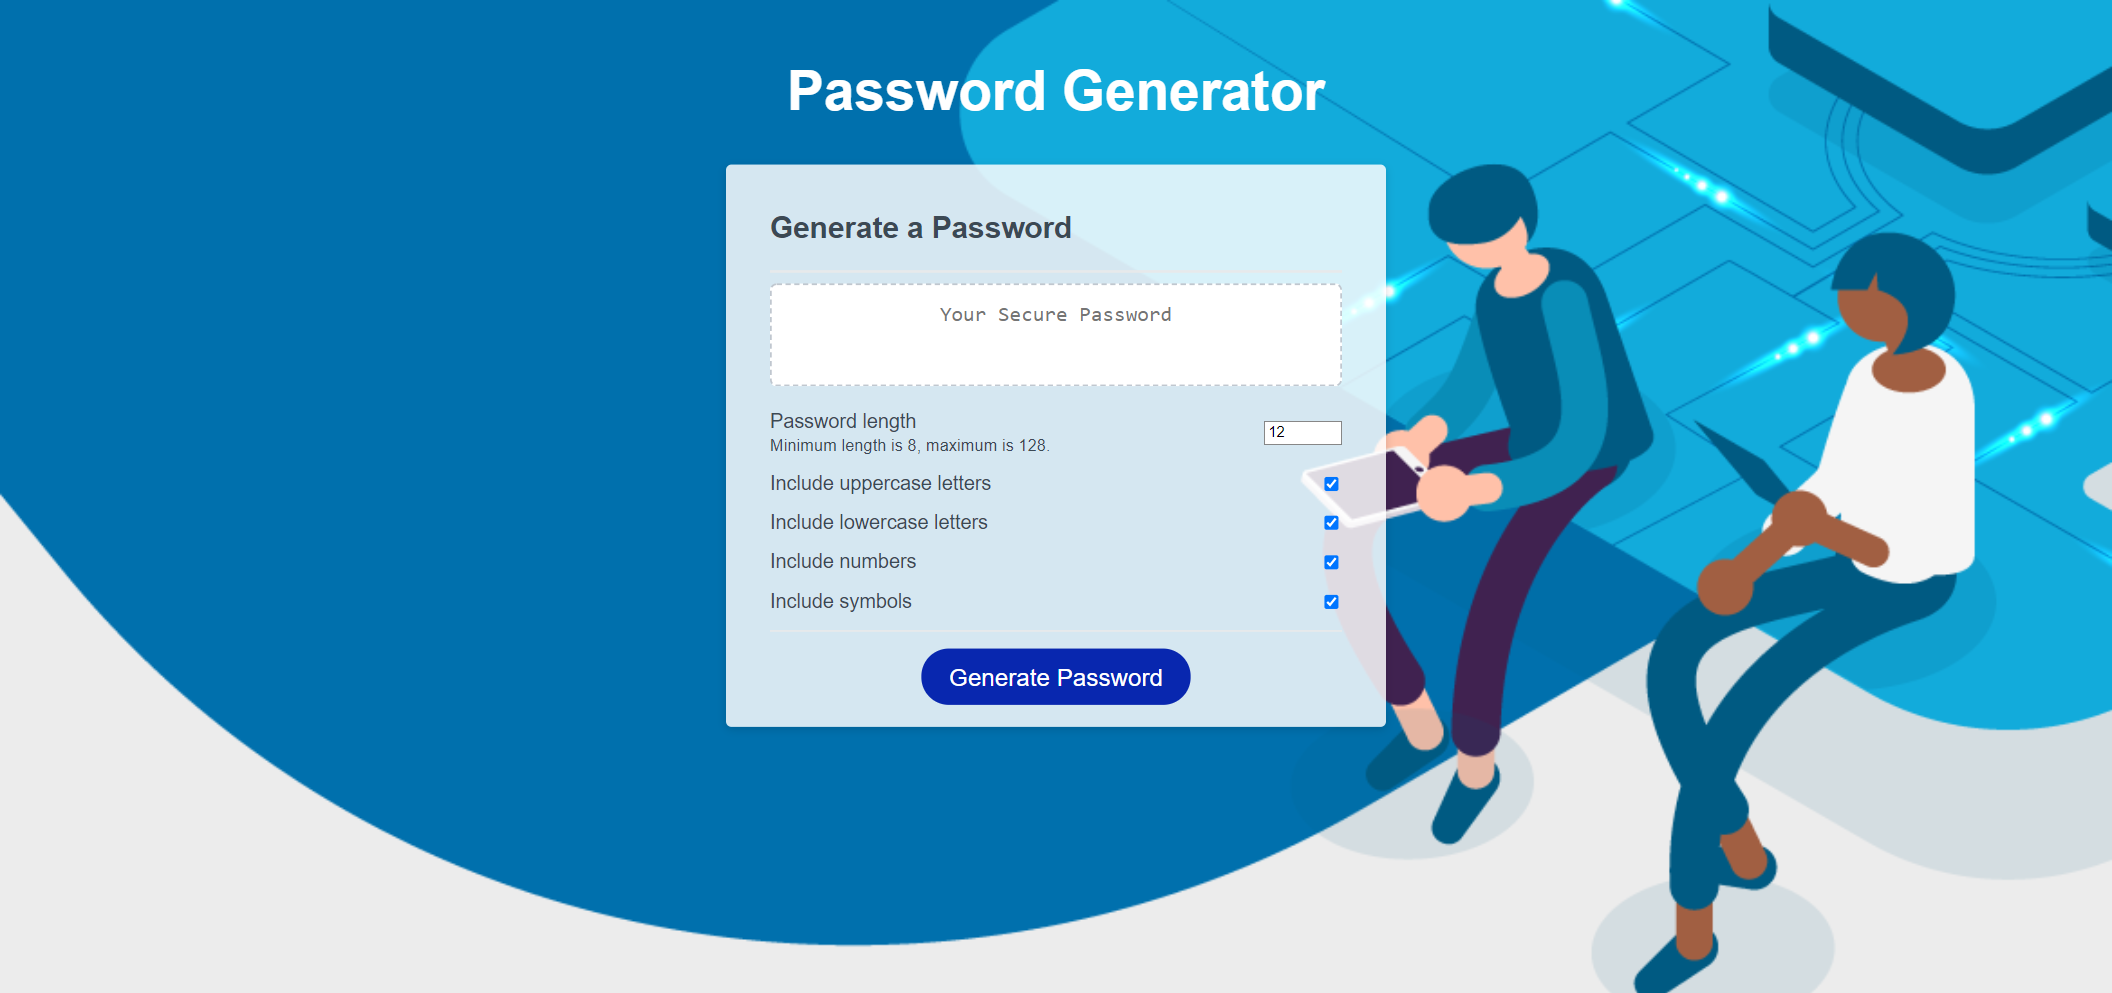 Password Generator
Generate a Password
Your Secure Password
Password length
12
Minimum length is 8, maximum is 128.
Include uppercase letters
Include lowercase letters
Include numbers
Include symbols
Generate Password